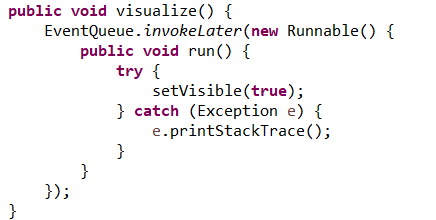 public void visualize() {
    EventQueue.invokeLater(new Runnable() {
        public void run() {
            try {
                setVisible(true);
            } catch (Exception e) {
                e.printStackTrace();
            }
        }
    });
}